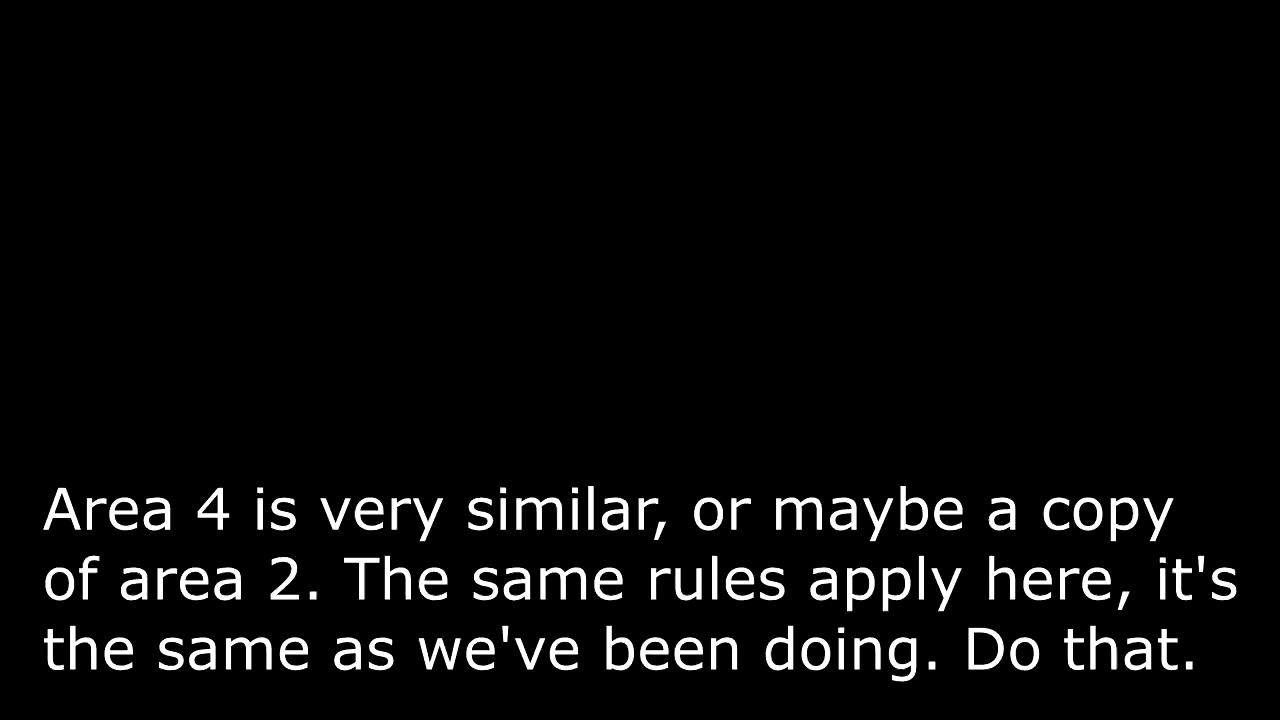 Area 4 is very similar, or maybe a copy
of area 2. The same rules apply here, it's
the same as we've been doing. Do that.